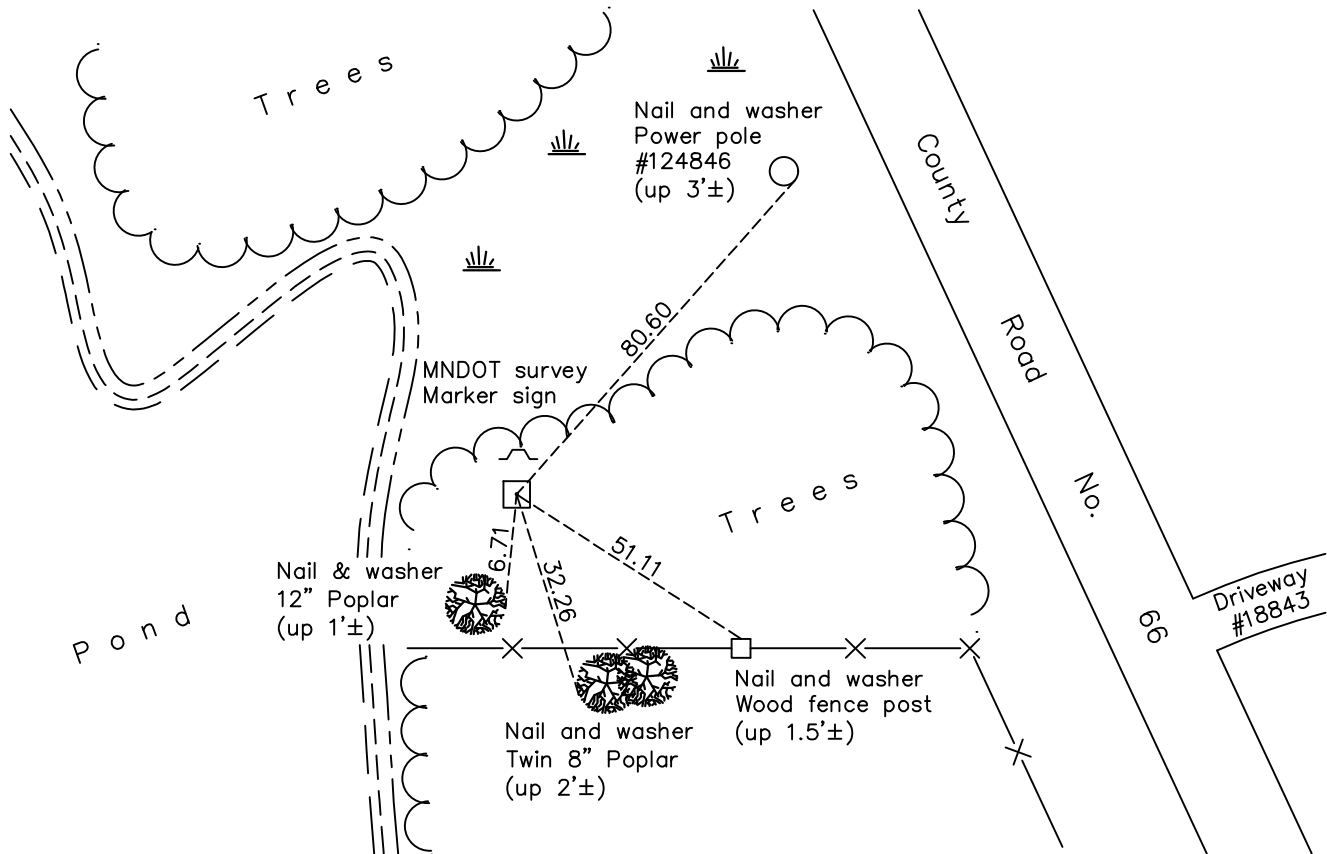 Trees
Nail and washer
Power pole
#124846
(up 3'±)
County Road No. 66
80.60
MNDOT survey
Marker sign
Trees
6.71
32.26
51.11
Nail & washer
12" Poplar
(up 1'±)
Pond
Driveway
#18843
Nail and washer
Wood fence post
(up 1.5'±)
Nail and washer
Twin 8" Poplar
(up 2'±)